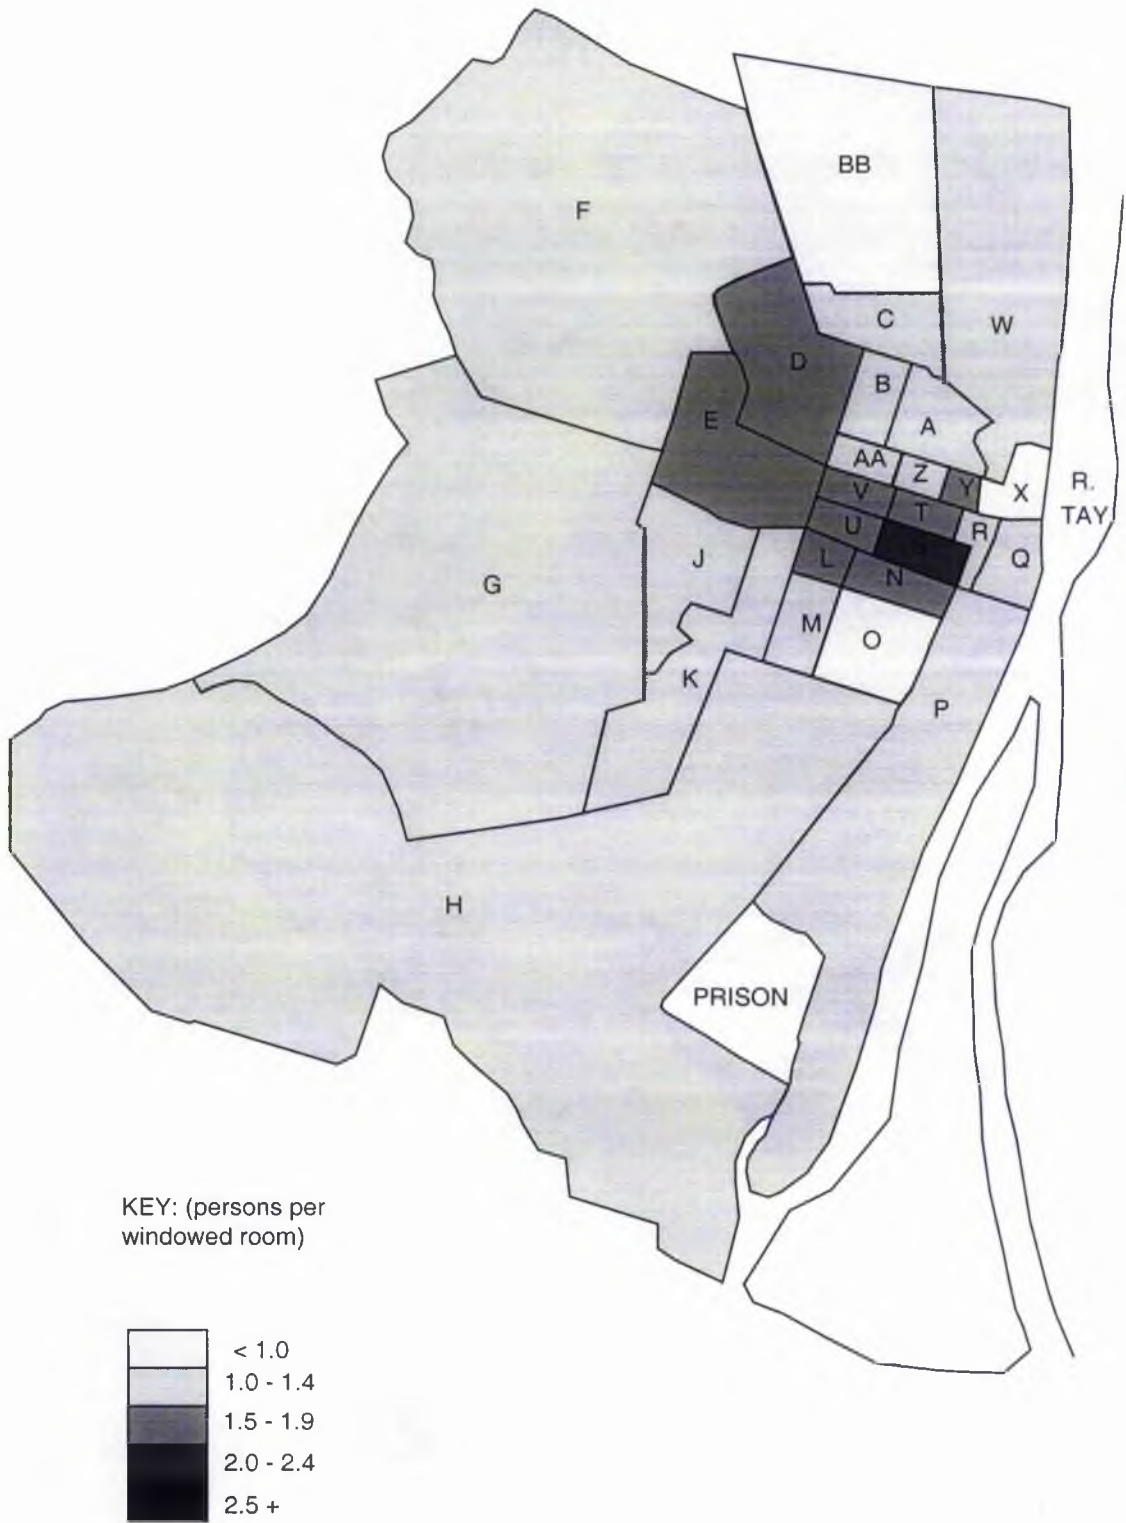 BB
F
C
W
D
B
E
A
AA
Z
V
Y
X
R.
TAY
T
U
R
J
L
Q
G
N
M
O
K
P
H
PRISON
KEY: (persons per
windowed room)
< 1.0
1.0 - 1.4
1.5 - 1.9
2.0 - 2.4
2.5 +